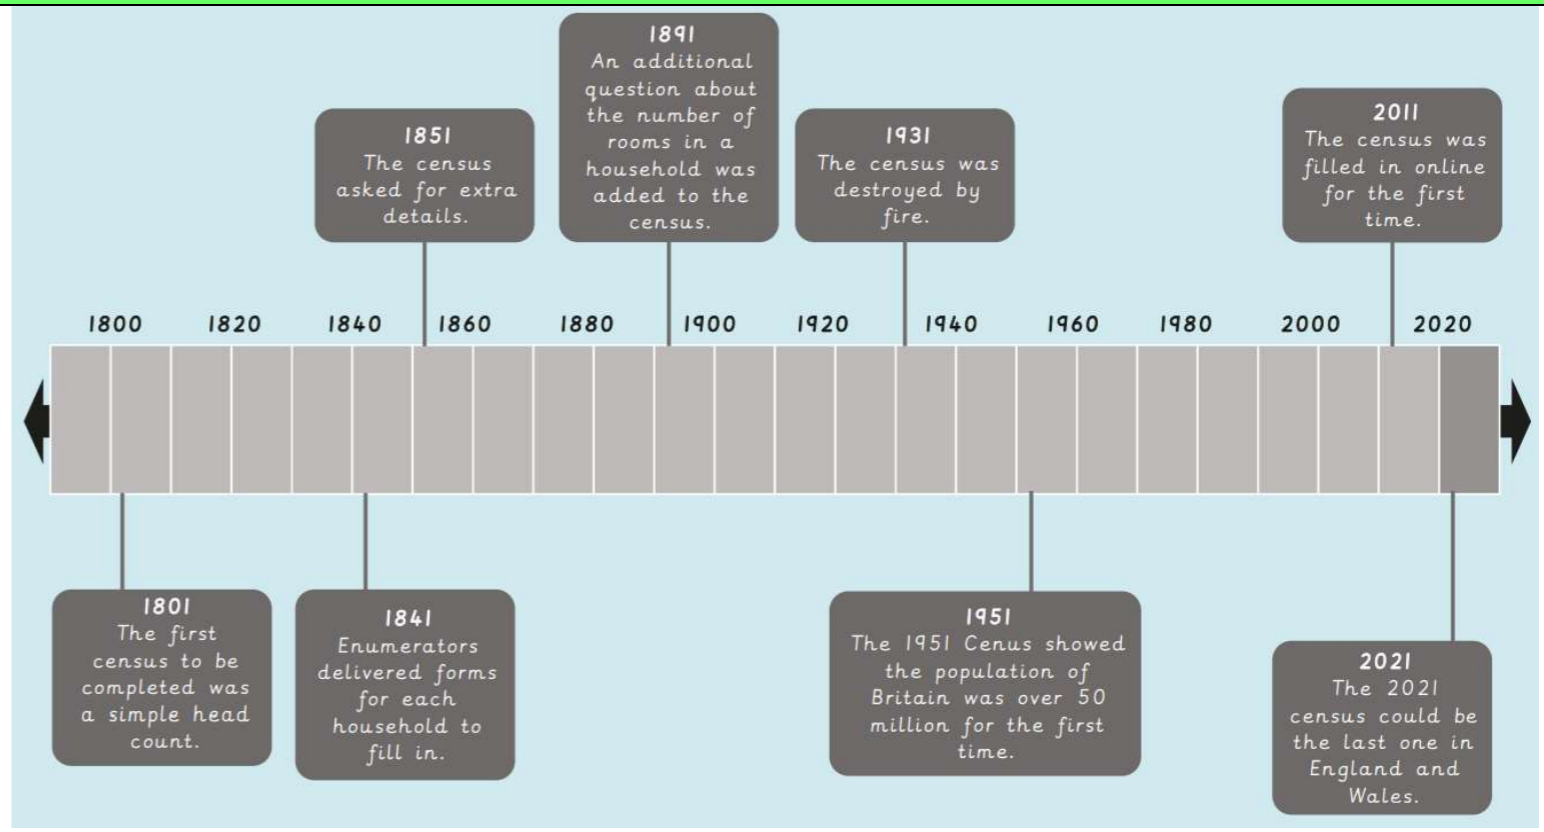 1891
An additional
question about
the number of
rooms in a
household was
added to the
census.
1851
The census
asked for extra
details.
1931
The census was
destroyed by
fire.
2011
The census was
filled in online
for the first
time.
1800 1820 1840 1860 1880 1900 1920 1940 1960 1980 2000 2020
1801
The first
census to be
completed was
a simple head
count.
1841
Enumerators
delivered forms
for each
household to
fill in.
1951
The 1951 Cenus showed
the population of
Britain was over 50
million for the first
time.
2021
The 2021
census could be
the last one in
England and
Wales.